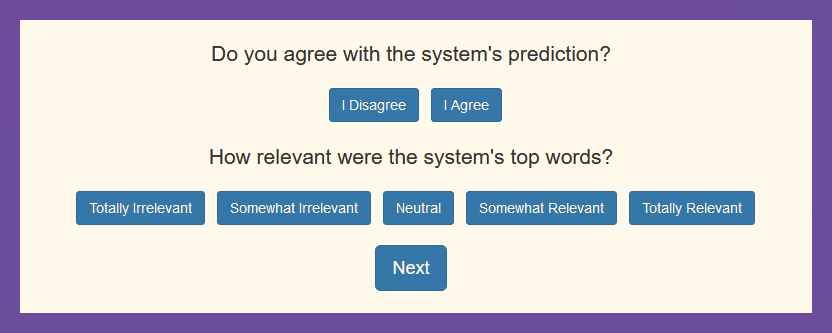 Do you agree with the system's prediction?
I Disagree I Agree
How relevant were the system's top words?
Totally Irrelevant Somewhat Irrelevant Neutral Somewhat Relevant Totally Relevant
Next